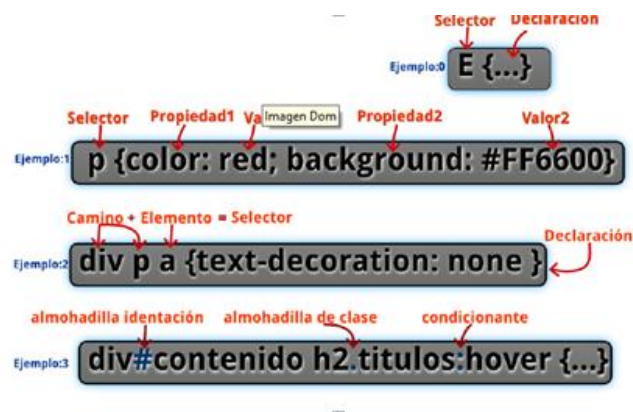 Selector Declaración
Ejemplo:0 E {...}
Selector Propiedad1 Va Imagen Dom Propiedad2 Valor2
Ejemplo:1 p {color: red; background: #FF6600}
Camino + Elemento = Selector
Declaración
Ejemplo:2 div p a {text-decoration: none }
almohadilla identación almohadilla de clase condicionante
Ejemplo:3 div#contenido h2.titulos:hover {...}